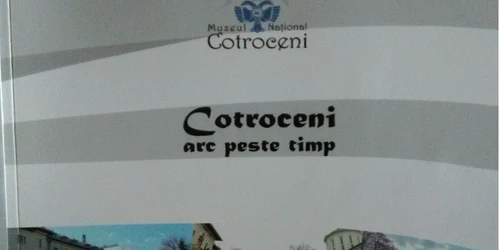 Muzeul Național
Cotroceni
Cotroceni
arc peste timp